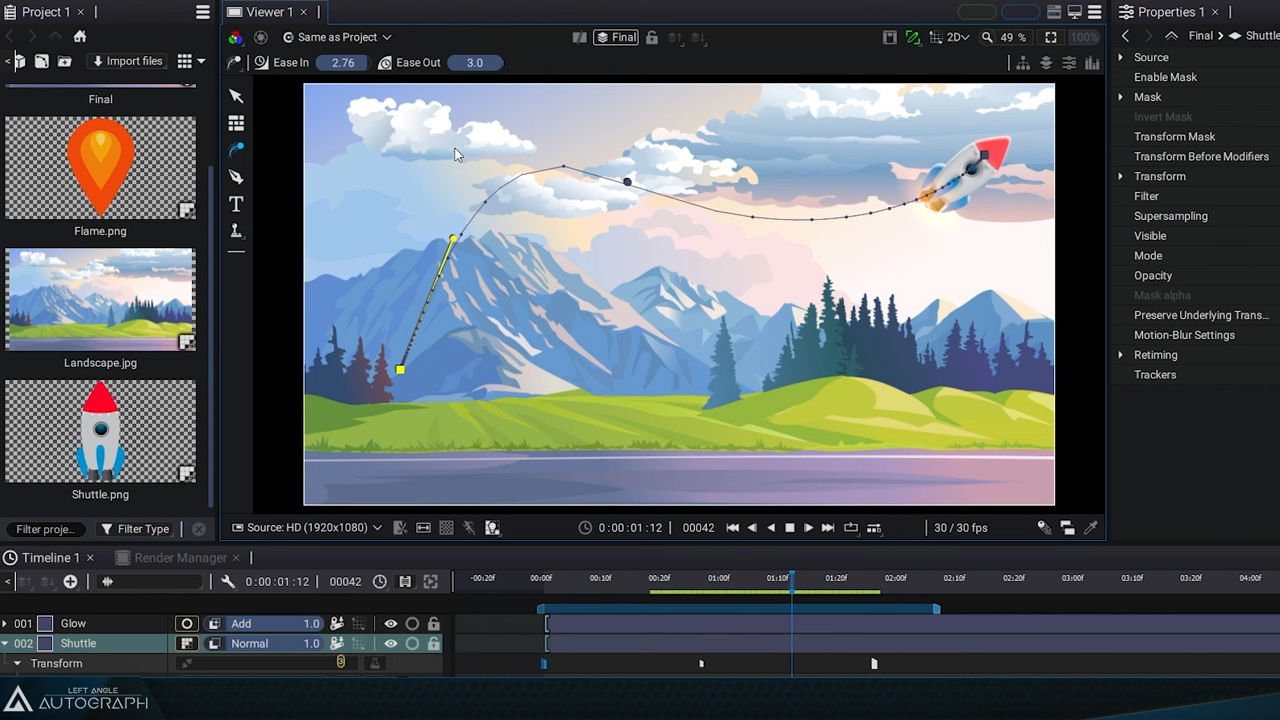 Project 1
Viewer 1
Properties 1
Same as Project
Final
2D
49 %
100%
Final
Shuttle
Import files
Ease In
2.76
Ease Out
3.0
Source
Enable Mask
Mask
Invert Mask
Transform Mask
Transform Before Modifiers
Transform
Filter
Supersampling
Visible
Mode
Opacity
Mask alpha
Preserve Underlying Trans...
Motion-Blur Settings
Retiming
Trackers
Final
Flame.png
Landscape.jpg
Shuttle.png
Filter proje...
Filter Type
Source: HD (1920x1080)
0:00:01:12
00042
30 / 30 fps
Timeline 1
Render Manager
0:00:01:12
00042
-00:20f
00:00f
00:10f
00:20f
01:00f
01:10f
01:20f
02:00f
02:10f
02:20f
03:00f
03:10f
03:20f
04:00f
001
Glow
Add
1.0
002
Shuttle
Normal
1.0
Transform
LEFT ANGLE
AUTOGRAPH